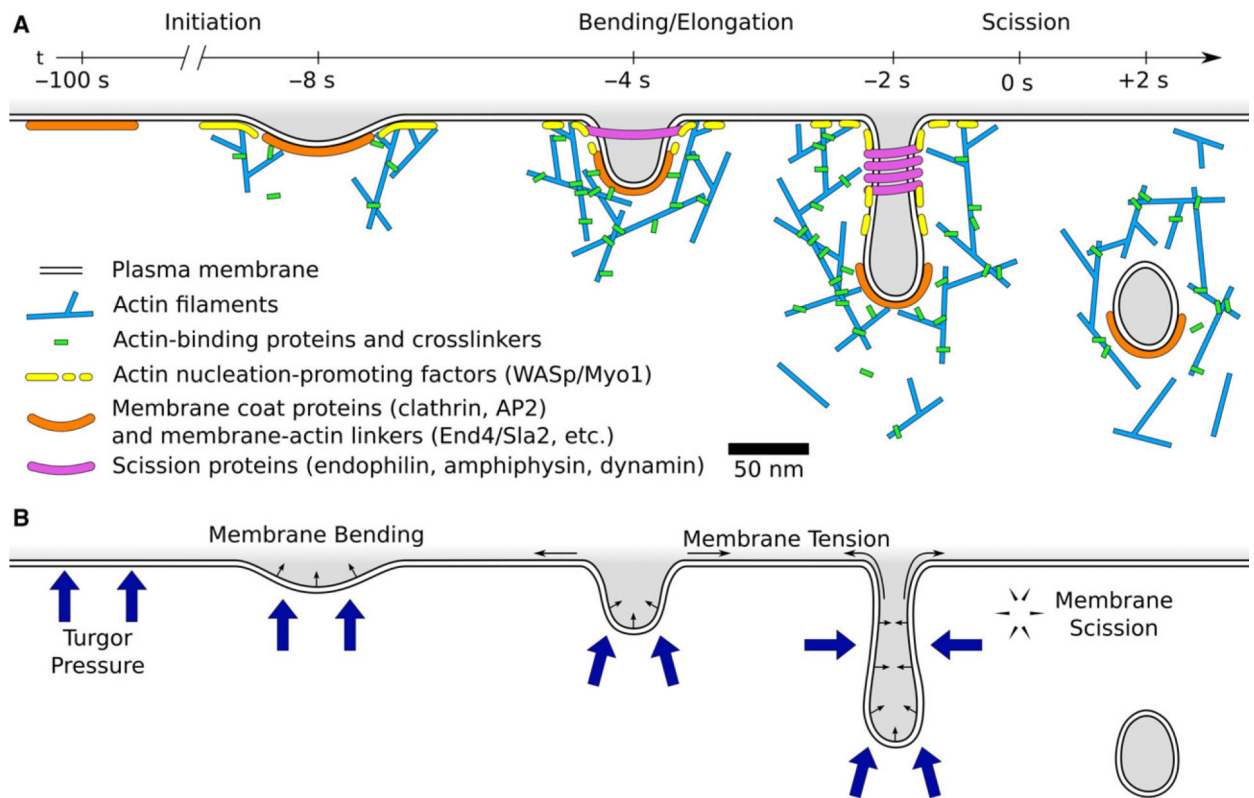 A
Initiation
Bending/Elongation
Scission
t
–100 s
–8 s
–4 s
–2 s
0 s
+2 s
Plasma membrane
Actin filaments
Actin-binding proteins and crosslinkers
Actin nucleation-promoting factors (WASp/Myo1)
Membrane coat proteins (clathrin, AP2)
and membrane-actin linkers (End4/Sla2, etc.)
Scission proteins (endophilin, amphiphysin, dynamin)
50 nm
B
Membrane Bending
Membrane Tension
Turgor
Pressure
Membrane
Scission